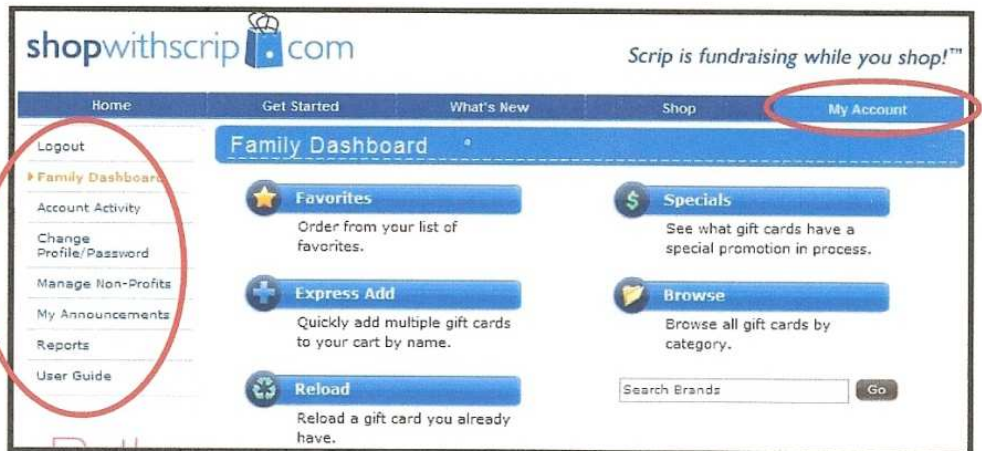 shopwithscrip.com
Scrip is fundraising while you shop!™
Home
Get Started
What's New
Shop
My Account
Logout
Family Dashboard
Account Activity
Change
Profile/Password
Manage Non-Profits
My Announcements
Reports
User Guide
Family Dashboard
Favorites
Order from your list of
favorites.
Express Add
Quickly add multiple gift cards
to your cart by name.
Reload
Reload a gift card you already
have.
Specials
See what gift cards have a
special promotion in process.
Browse
Browse all gift cards by
category.
Search Brands
Go